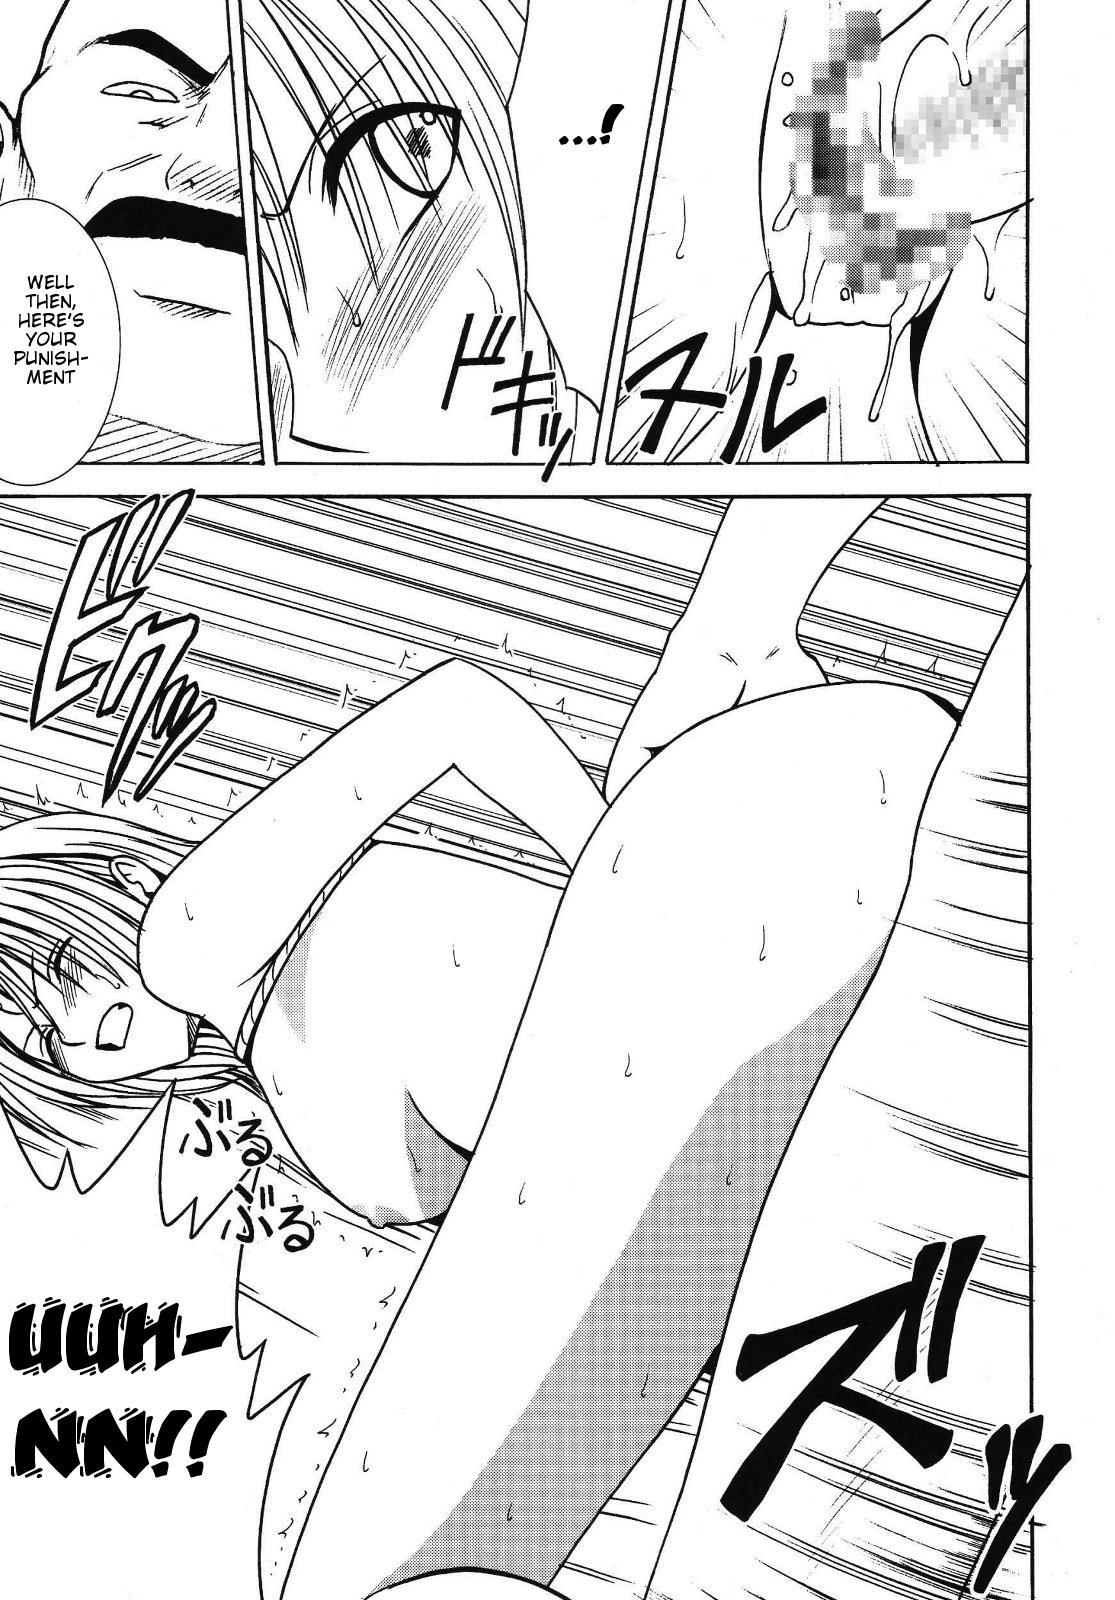 ...!
ヌル
ドキッ
WELL
THEN,
HERE'S
YOUR
PUNISH-
MENT
ビクッ
ぶる
ぶる
ズッ
UUH-
NN!!